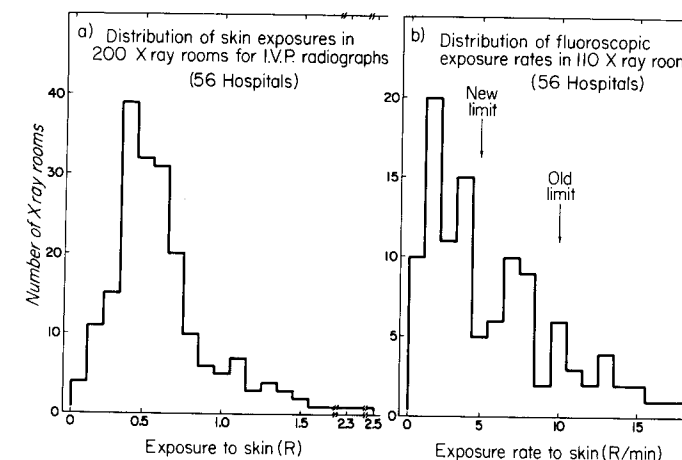 a) Distribution of skin exposures in
200 X ray rooms for I.V.P. radiographs
(56 Hospitals)
Number of X ray rooms
40
30
20
10
0
0 0.5 1.0 1.5 2.3 2.5
Exposure to skin (R)
b) Distribution of fluoroscopic
exposure rates in 110 X ray room
(56 Hospitals)
New
limit
Old
limit
20
15
10
5
0
0 5 10 15
Exposure rate to skin (R/min)